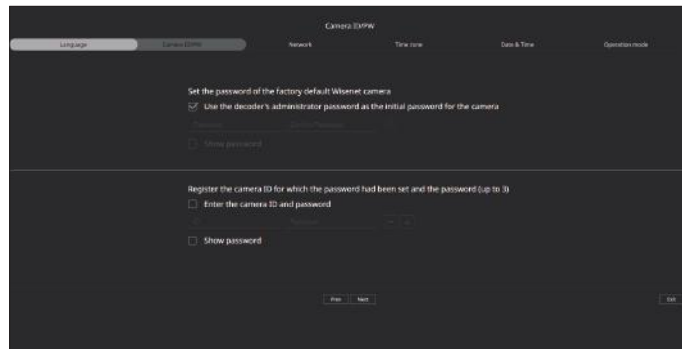 Camera ID/PW
Language Camera ID/PW Network Time zone Date & Time Operation mode
Set the password of the factory default Wisenet camera
Use the decoder's administrator password as the initial password for the camera
Show password
Register the camera ID for which the password had been set and the password (up to 3)
Enter the camera ID and password
ID Password
Show password
Prev Next Exit